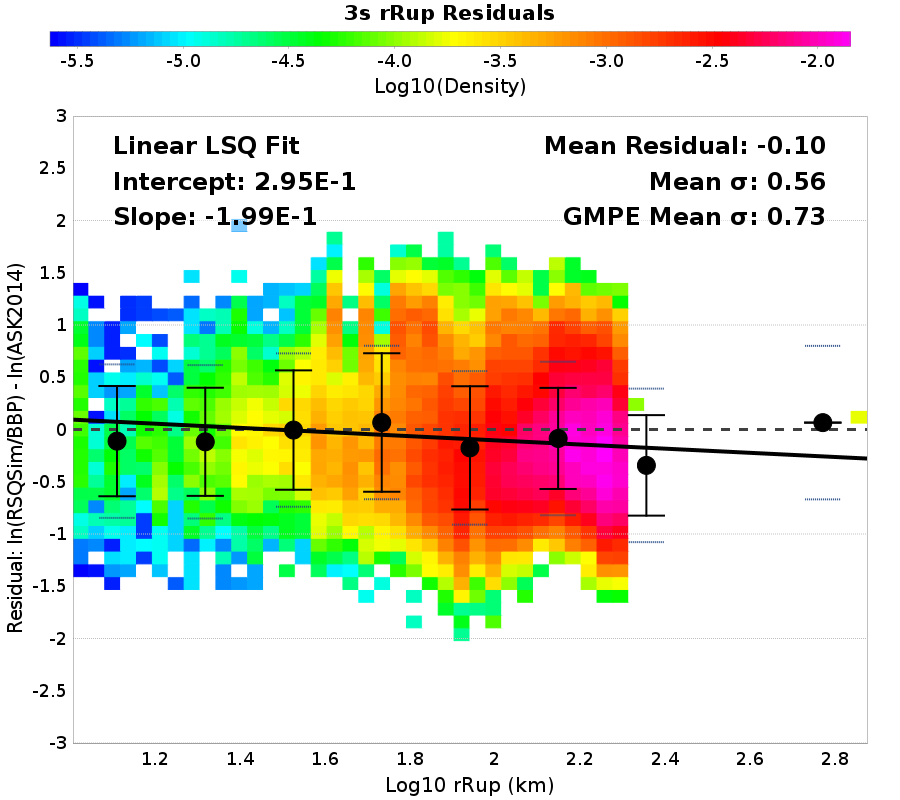 3s rRup Residuals
-5.5 -5.0 -4.5 -4.0 -3.5 -3.0 -2.5 -2.0
Log10(Density)
Linear LSQ Fit
Intercept: 2.95E-1
Slope: -1.99E-1
Mean Residual: -0.10
Mean σ: 0.56
GMPE Mean σ: 0.73
Residual: ln(RSQSim/BBP) - ln(ASK2014)
3
2.5
2
1.5
1
0.5
0
-0.5
-1
-1.5
-2
-2.5
-3
1.2 1.4 1.6 1.8 2 2.2 2.4 2.6 2.8
Log10 rRup (km)